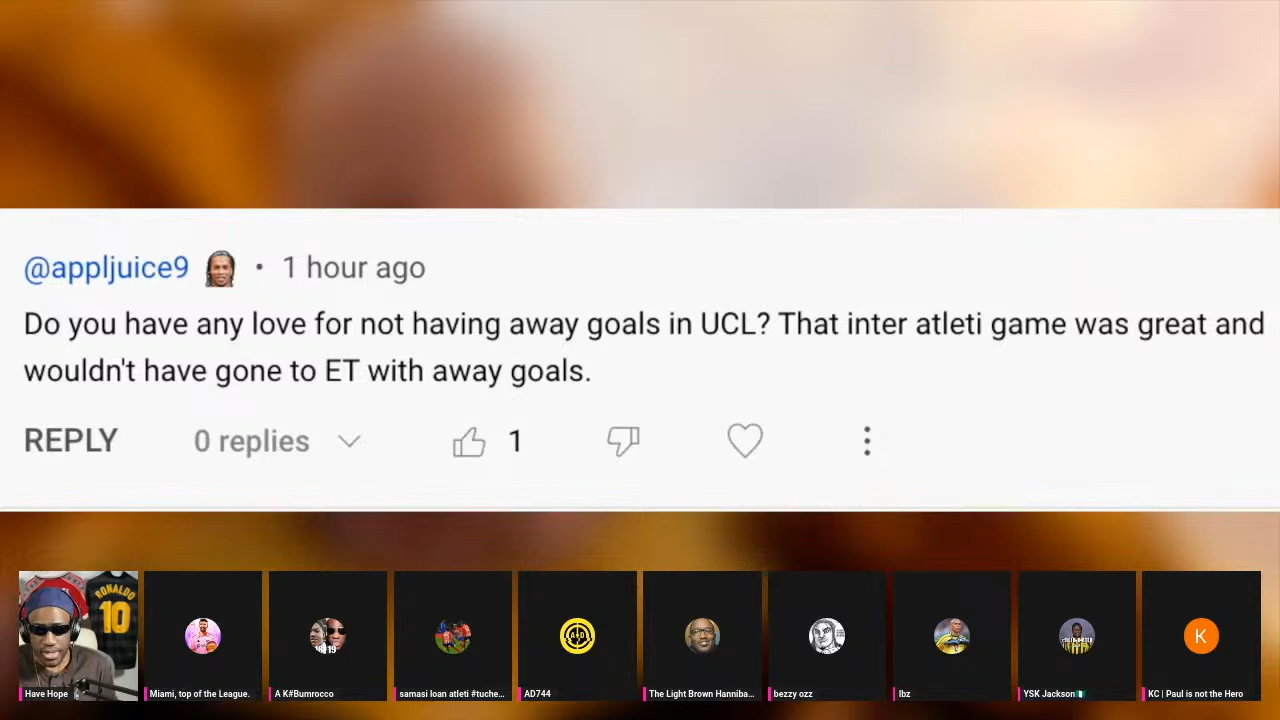 @appljuice9 • 1 hour ago
Do you have any love for not having away goals in UCL? That inter atleti game was great and
wouldn't have gone to ET with away goals.
REPLY 0 replies 1
RONALDO
10
Have Hope
Miami, top of the League.
A K#Bumrocco
samasi loan atleti #tuche...
AD744
The Light Brown Hanniba...
bezzy ozz
Ibz
YSK Jackson
KC | Paul is not the Hero
K